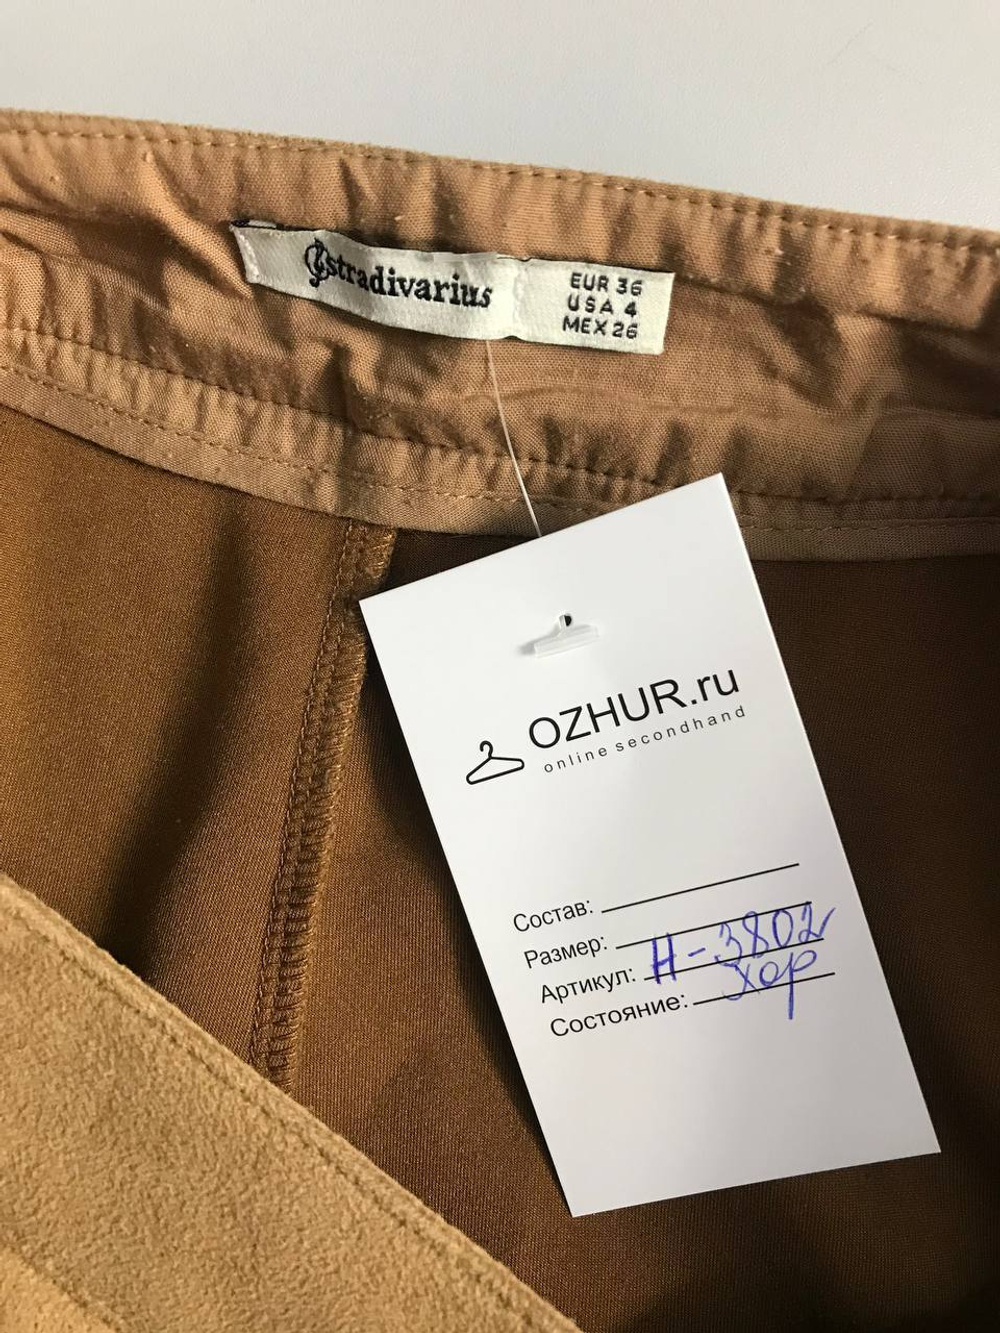 stradivarius
EUR 36
USA 4
MEX 26
OZHUR.ru
online secondhand
Состав:
Размер:
Артикул: Н-3802
Состояние: хор